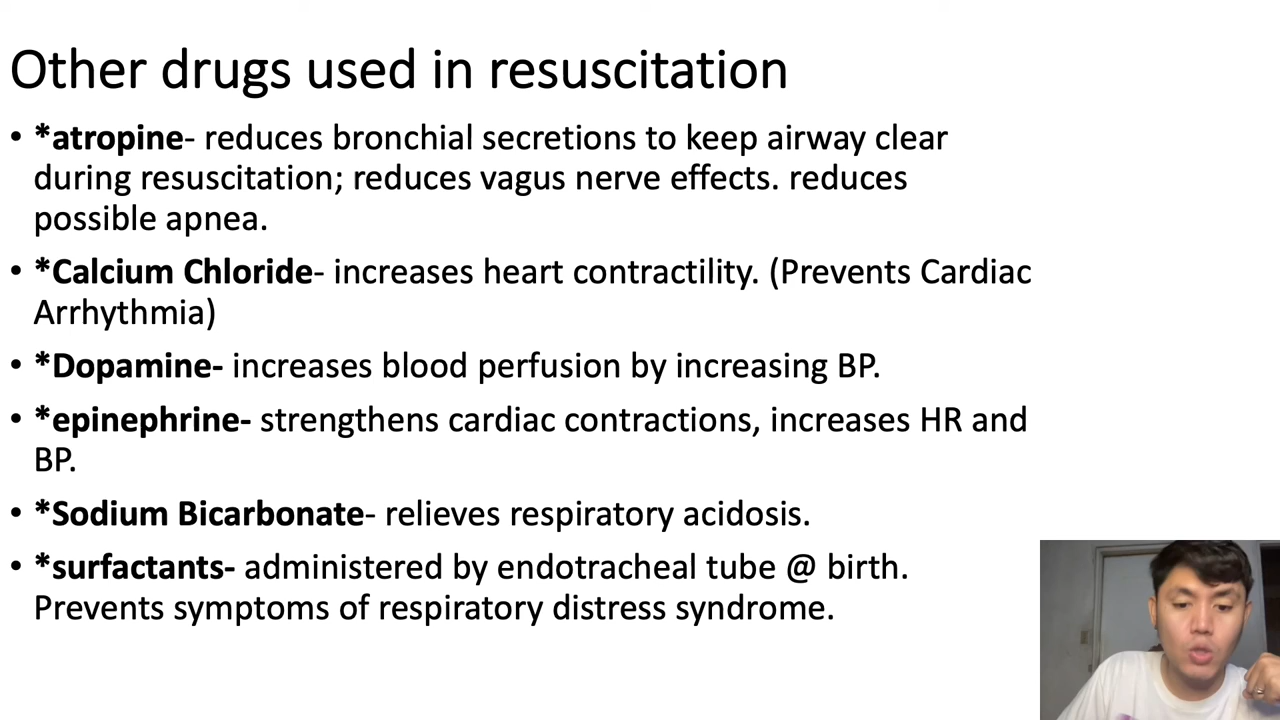 Other drugs used in resuscitation
• *atropine- reduces bronchial secretions to keep airway clear
during resuscitation; reduces vagus nerve effects. reduces
possible apnea.
• *Calcium Chloride- increases heart contractility. (Prevents Cardiac
Arrhythmia)
• *Dopamine- increases blood perfusion by increasing BP.
• *epinephrine- strengthens cardiac contractions, increases HR and
BP.
• *Sodium Bicarbonate- relieves respiratory acidosis.
• *surfactants- administered by endotracheal tube @ birth.
Prevents symptoms of respiratory distress syndrome.